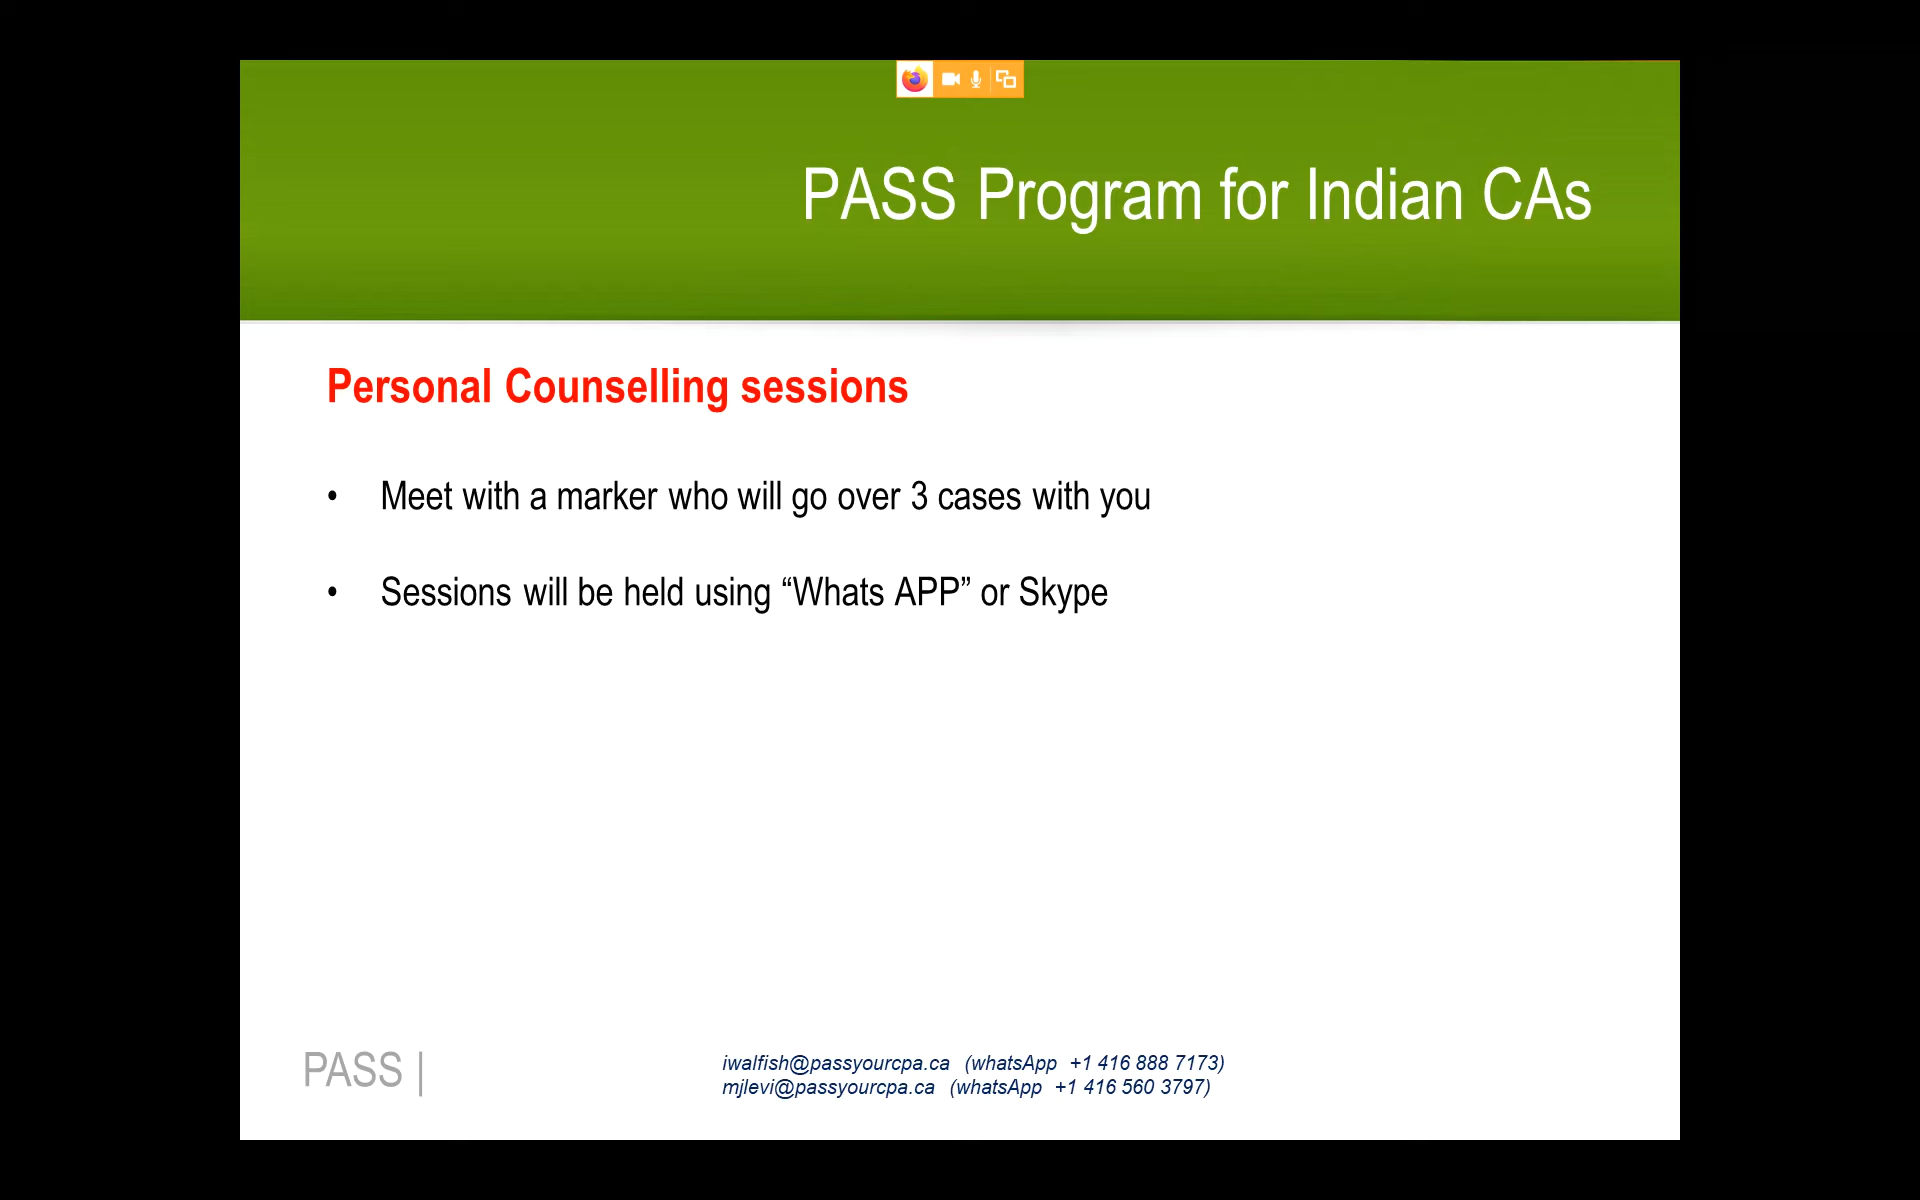 PASS Program for Indian CAs
Personal Counselling sessions
• Meet with a marker who will go over 3 cases with you
• Sessions will be held using “Whats APP” or Skype
PASS |
iwalfish@passyourcpa.ca (whatsApp +1 416 888 7173)
mjlevi@passyourcpa.ca (whatsApp +1 416 560 3797)